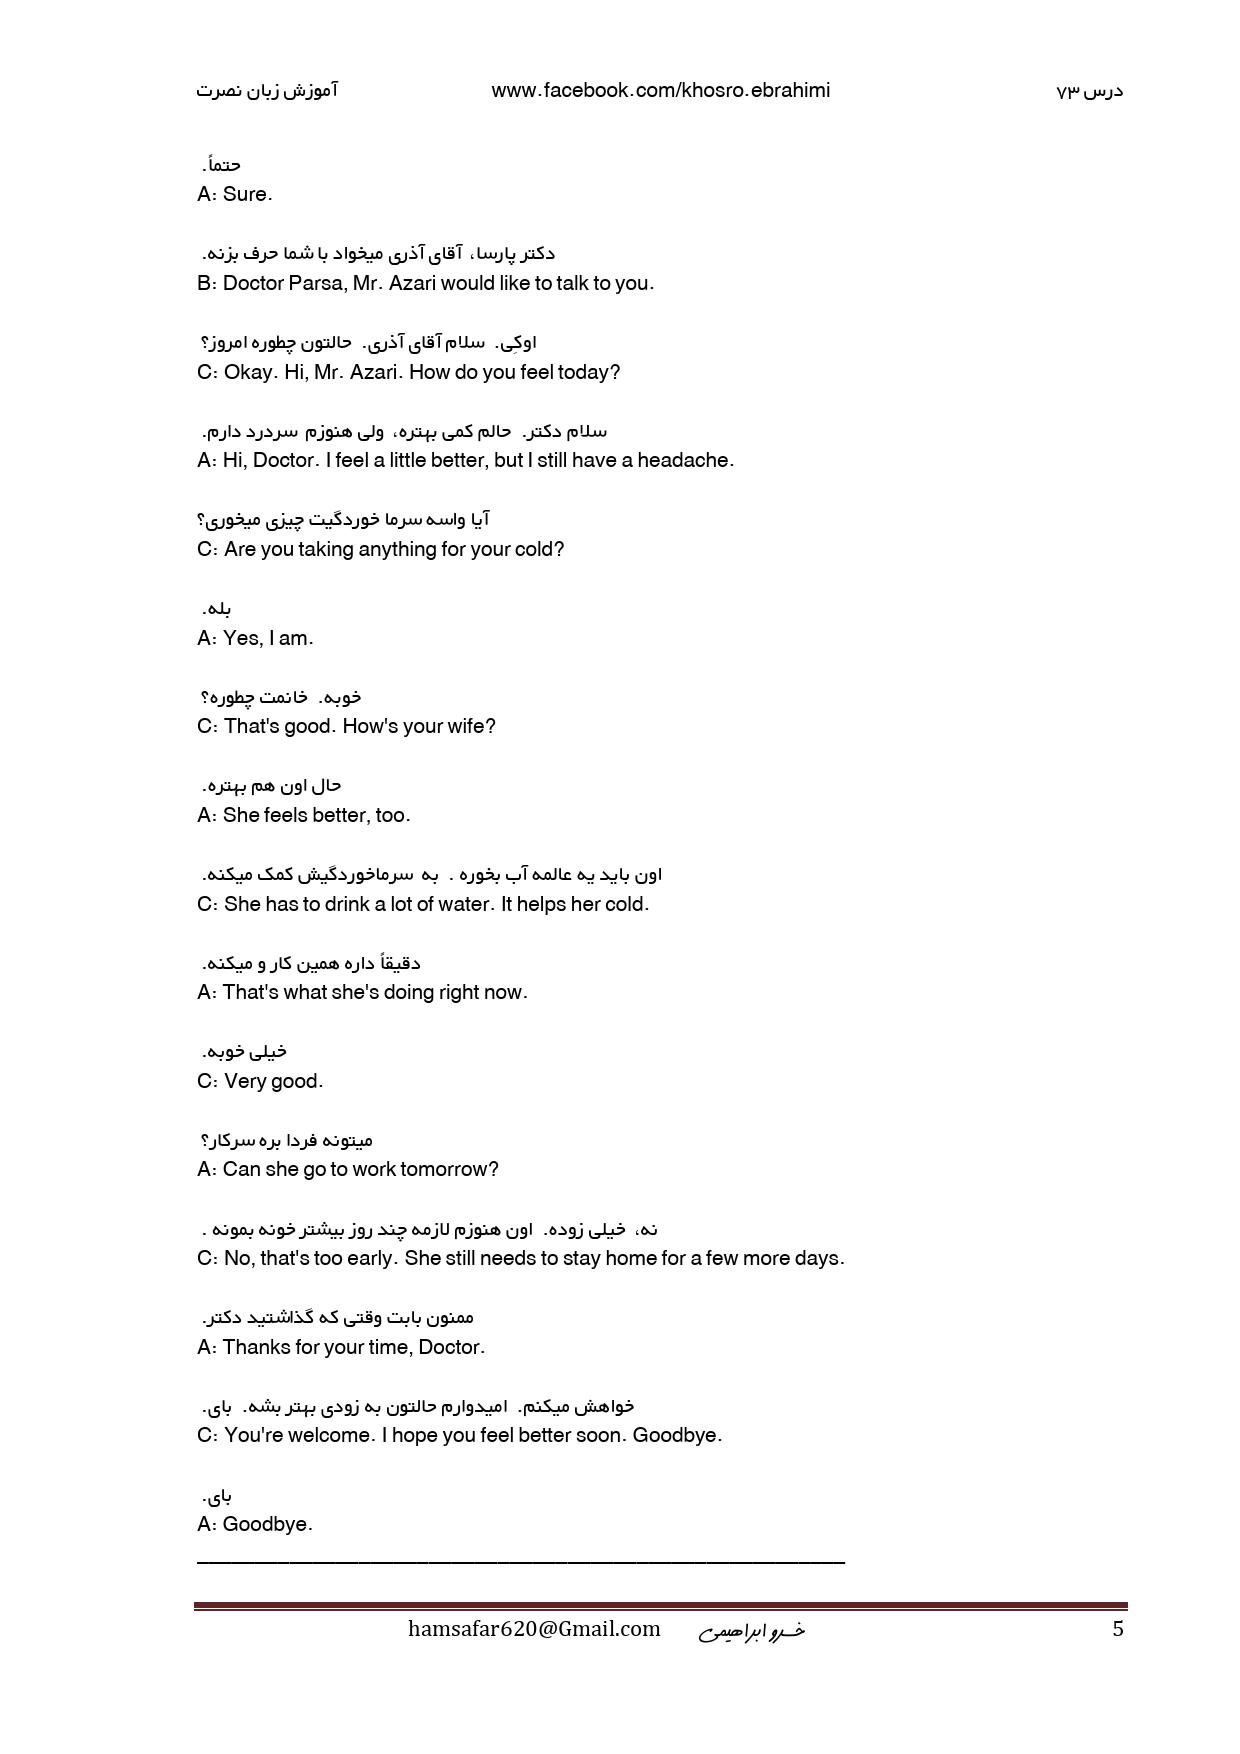 آموزش زبان نصرت www.facebook.com/khosro.ebrahimi درس ۷۳
حتماً.
A: Sure.
دکتر پارسا، آقای آذری میخواد با شما حرف بزنه.
B: Doctor Parsa, Mr. Azari would like to talk to you.
اوکِی. سلام آقای آذری. حالتون چطوره امروز؟
C: Okay. Hi, Mr. Azari. How do you feel today?
سلام دکتر. حالم کمی بهتره، ولی هنوزم سردرد دارم.
A: Hi, Doctor. I feel a little better, but I still have a headache.
آیا واسه سرما خوردگیت چیزی میخوری؟
C: Are you taking anything for your cold?
بله.
A: Yes, I am.
خوبه. خانمت چطوره؟
C: That's good. How's your wife?
حال اون هم بهتره.
A: She feels better, too.
اون باید یه عالمه آب بخوره . به سرماخوردگیش کمک میکنه.
C: She has to drink a lot of water. It helps her cold.
دقیقاً داره همین کار و میکنه.
A: That's what she's doing right now.
خیلی خوبه.
C: Very good.
میتونه فردا بره سرکار؟
A: Can she go to work tomorrow?
نه، خیلی زوده. اون هنوزم لازمه چند روز بیشتر خونه بمونه .
C: No, that's too early. She still needs to stay home for a few more days.
ممنون بابت وقتی که گذاشتید دکتر.
A: Thanks for your time, Doctor.
خواهش میکنم. امیدوارم حالتون به زودی بهتر بشه. بای.
C: You're welcome. I hope you feel better soon. Goodbye.
بای.
A: Goodbye.
hamsafar620@Gmail.com خسرو ابراهیمی 5